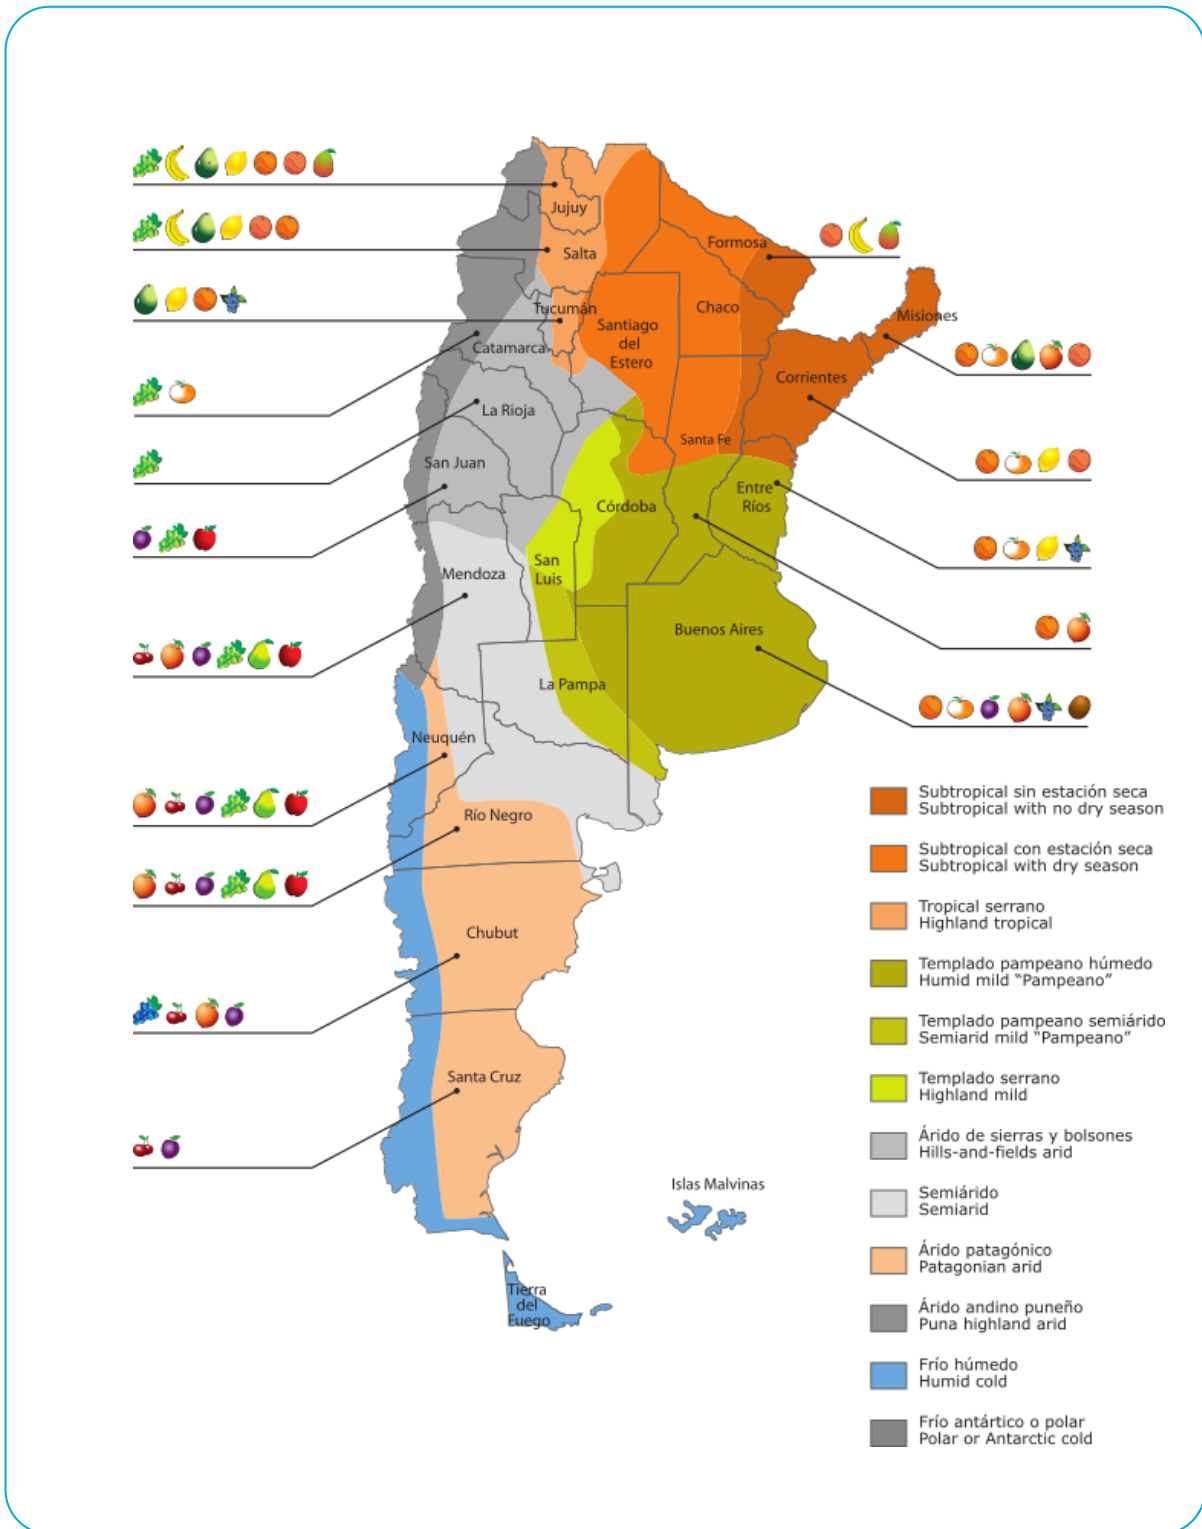 Jujuy
Salta
Formosa
Tucumán
Chaco
Misiones
Santiago
del
Estero
Catamarca
Corrientes
La Rioja
Santa Fe
San Juan
Entre
Ríos
Córdoba
San
Luis
Mendoza
Buenos Aires
La Pampa
Neuquén
Río Negro
Chubut
Santa Cruz
Islas Malvinas
Tierra
del
Fuego
Subtropical sin estación seca
Subtropical with no dry season
Subtropical con estación seca
Subtropical with dry season
Tropical serrano
Highland tropical
Templado pampeano húmedo
Humid mild “Pampeano”
Templado pampeano semiárido
Semiarid mild “Pampeano”
Templado serrano
Highland mild
Árido de sierras y bolsones
Hills-and-fields arid
Semiárido
Semiarid
Árido patagónico
Patagonian arid
Árido andino puneño
Puna highland arid
Frío húmedo
Humid cold
Frío antártico o polar
Polar or Antarctic cold